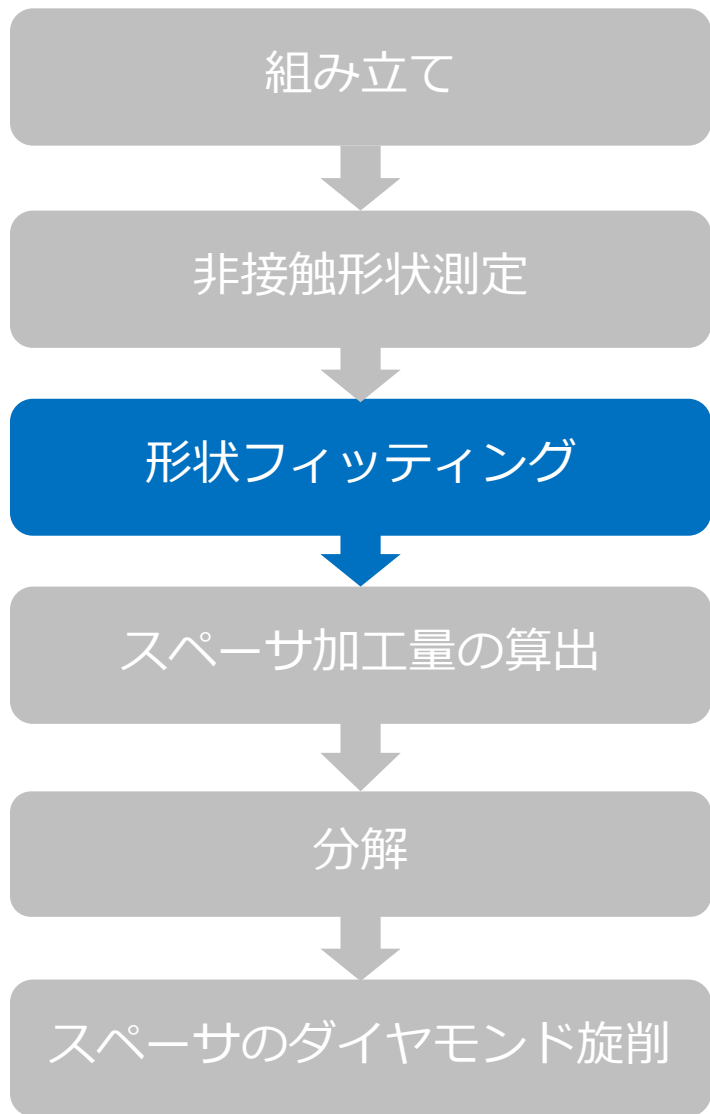 組み立て
非接触形状測定
形状フィッティング
スペーサ加工量の算出
分解
スペーサのダイヤモンド旋削